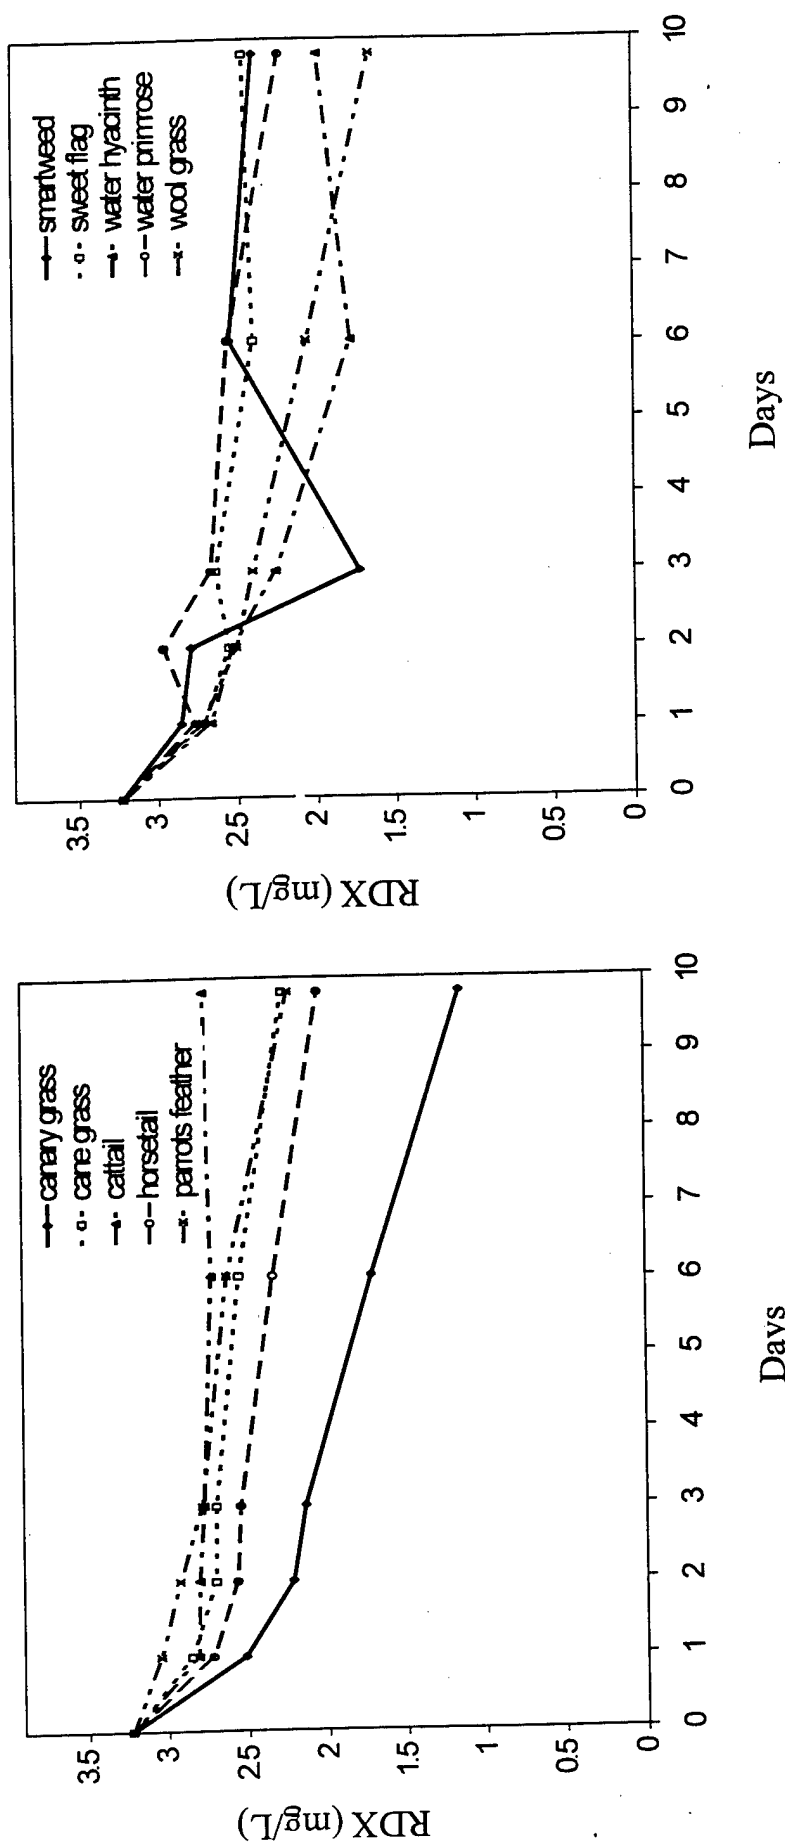 canary grass
cane grass
cattail
horsetail
parrots feather
3.5
3
2.5
2
1.5
1
0.5
0
RDX (mg/L)
0 1 2 3 4 5 6 7 8 9 10
Days
smartweed
sweet flag
water hyacinth
water primrose
wool grass
3.5
3
2.5
2
1.5
1
0.5
0
RDX (mg/L)
0 1 2 3 4 5 6 7 8 9 10
Days